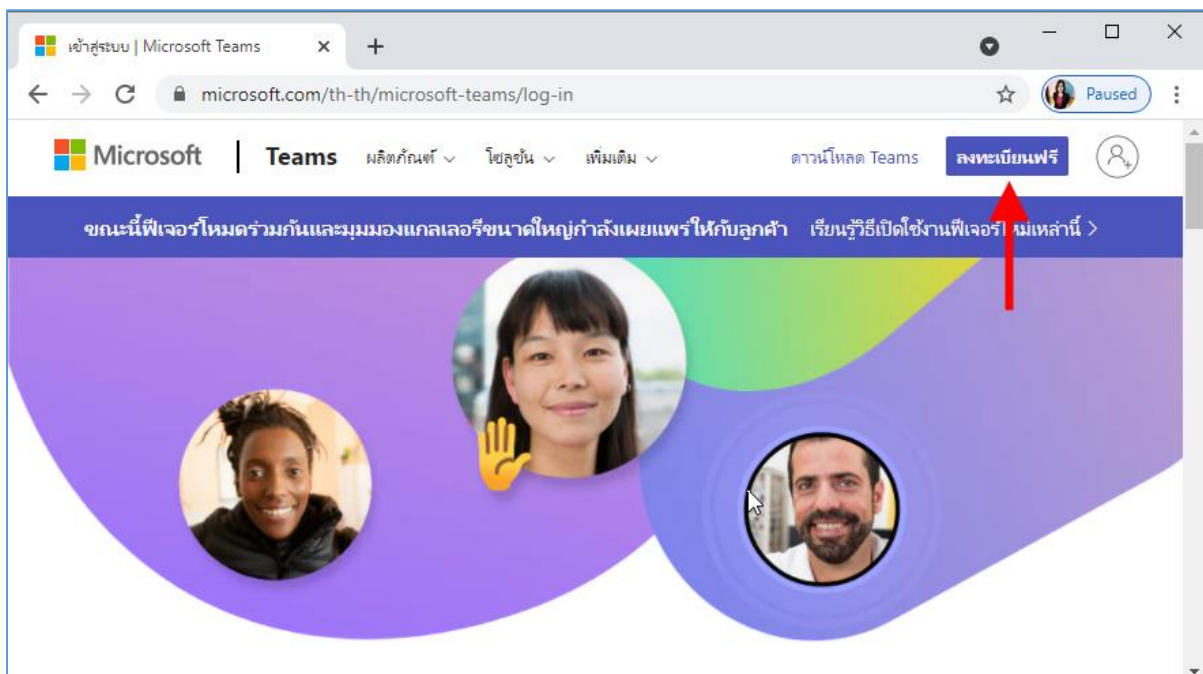 เข้าสู่ระบบ | Microsoft Teams
microsoft.com/th-th/microsoft-teams/log-in
Paused
Microsoft | Teams ผลิตภัณฑ์ โซลูชัน เพิ่มเติม ดาวน์โหลด Teams ลงทะเบียนฟรี
ขณะนี้ฟีเจอร์โหมดร่วมกันและมุมมองแกลเลอรีขนาดใหญ่กำลังเผยแพร่ให้กับลูกค้า เรียนรู้วิธีเปิดใช้งานฟีเจอร์ใหม่เหล่านี้ >